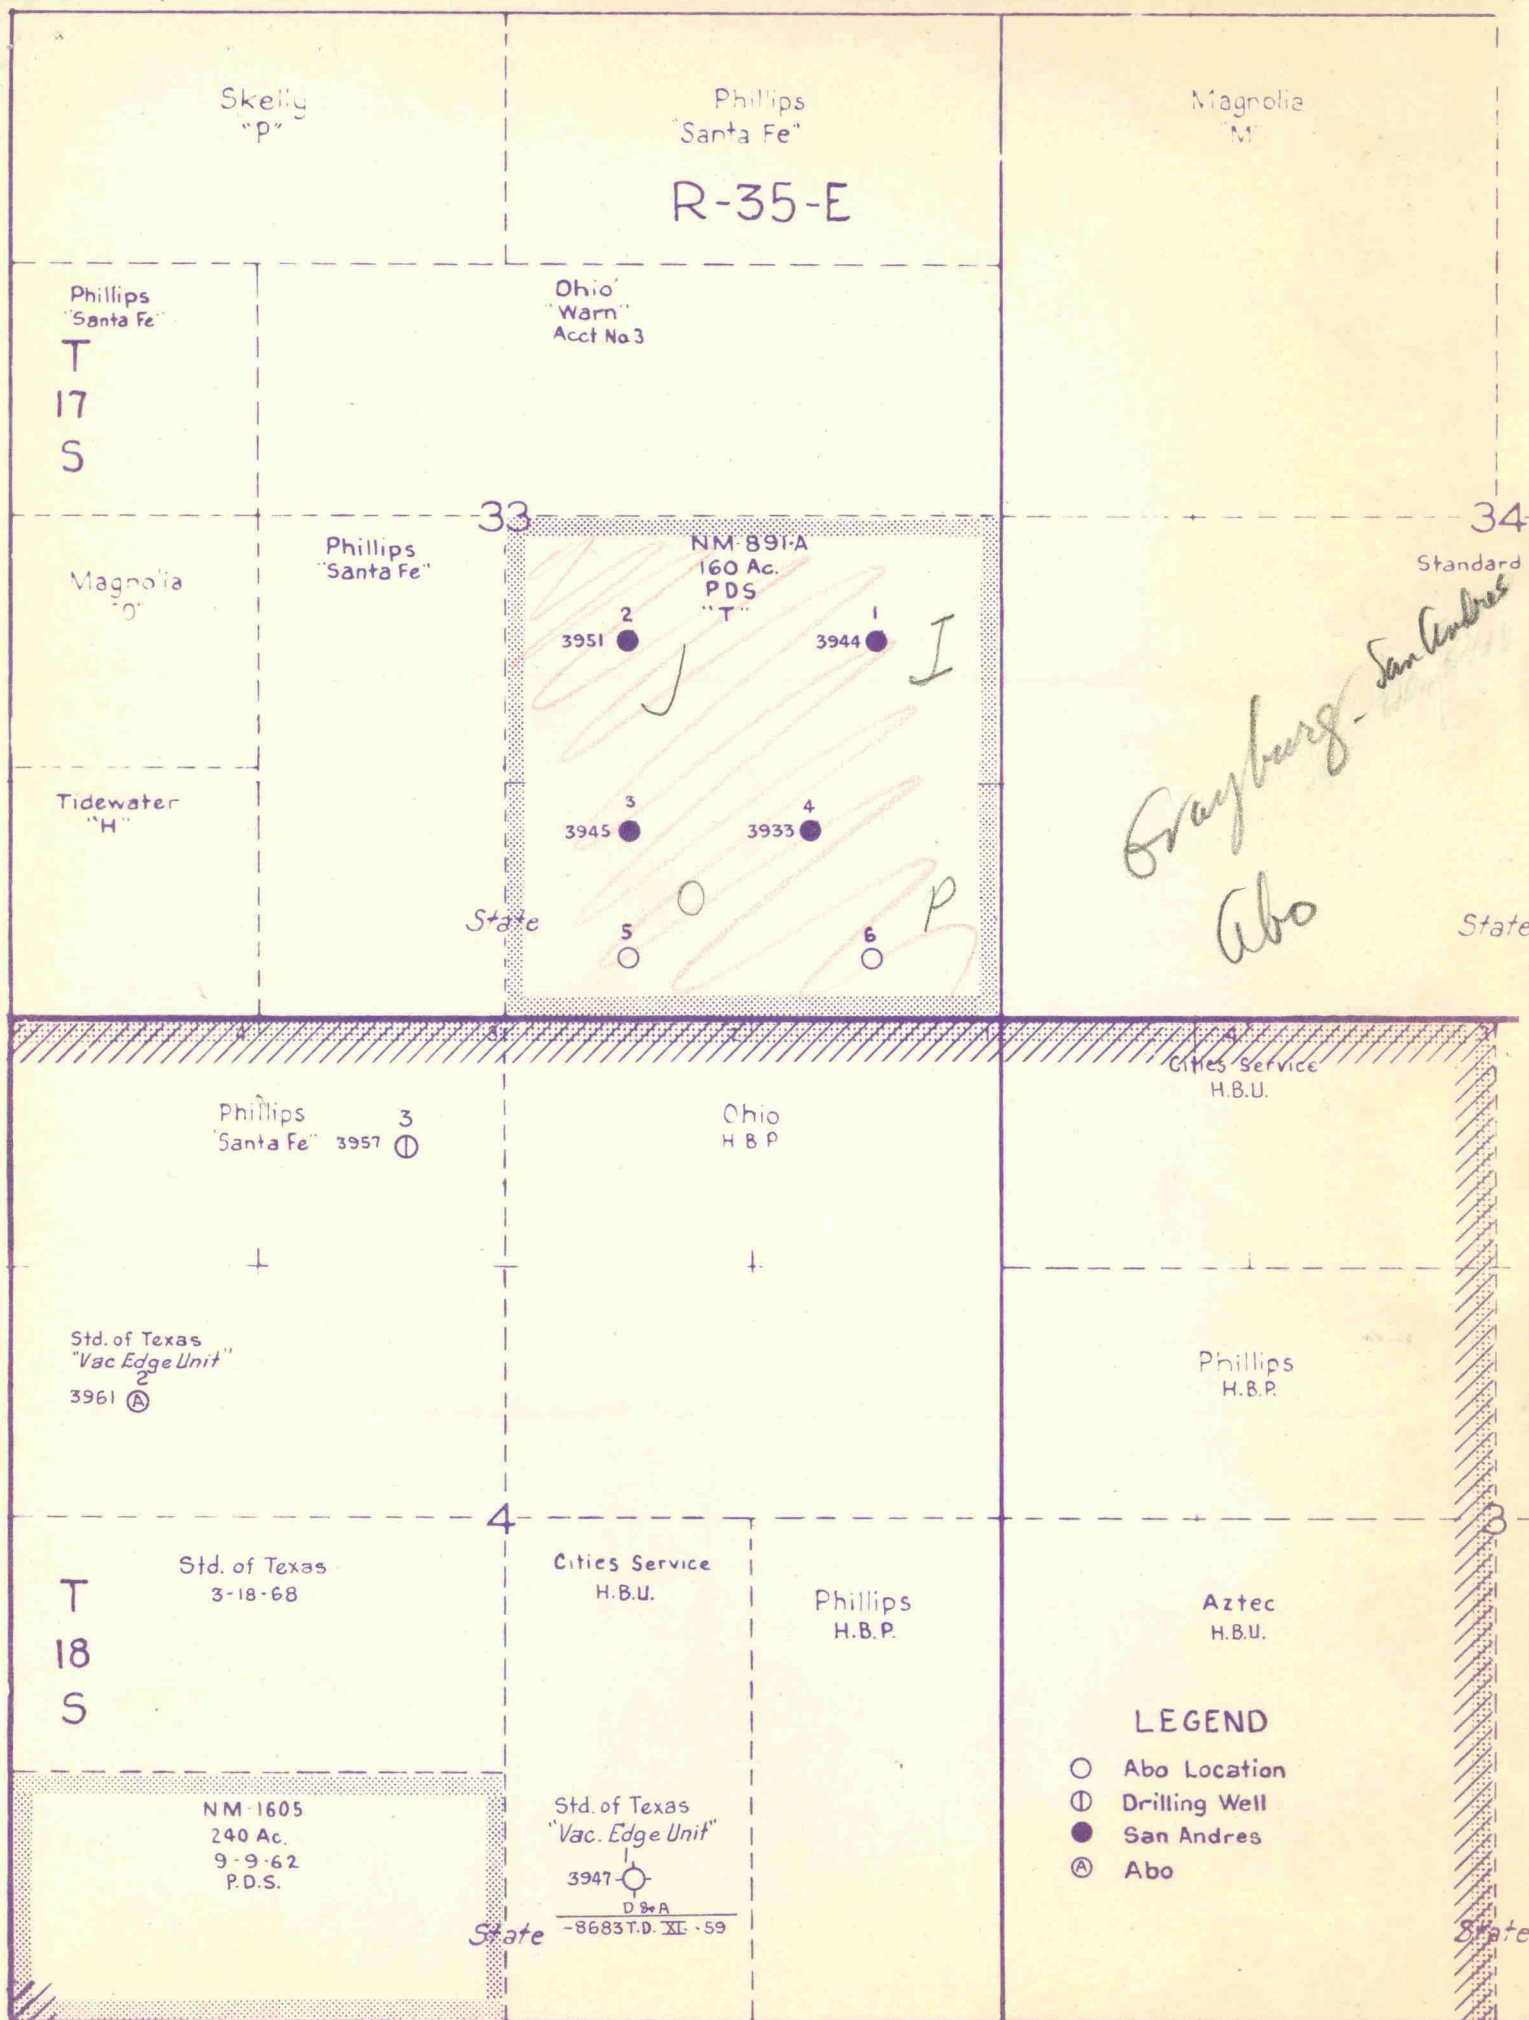 Skelly
"P"
Phillips
"Santa Fe"
R-35-E
Magnolia
"M"
Phillips
"Santa Fe"
T
17
S
Ohio
"Warn"
Acct No 3
33
34
Magnolia
"O"
Phillips
"Santa Fe"
NM-891-A
160 Ac.
PDS
"T"
Standard
2
3951
1
3944
J
I
Grayburg - San Andres
Abo
Tidewater
"H"
3
3945
4
3933
O
P
State
5
6
State
4
3
2
4
Cities Service
H.B.U.
Phillips
"Santa Fe"
3
3957
Ohio
H B P
Std. of Texas
"Vac Edge Unit"
2
3961 A
Phillips
H.B.P.
4
3
T
18
S
Std. of Texas
3-18-68
Cities Service
H.B.U.
Phillips
H.B.P.
Aztec
H.B.U.
NM-1605
240 Ac.
9-9-62
P.D.S.
Std. of Texas
"Vac. Edge Unit"
1
3947
D & A
-8683 T.D. XI-59
State
LEGEND
Abo Location
Drilling Well
San Andres
A Abo
State